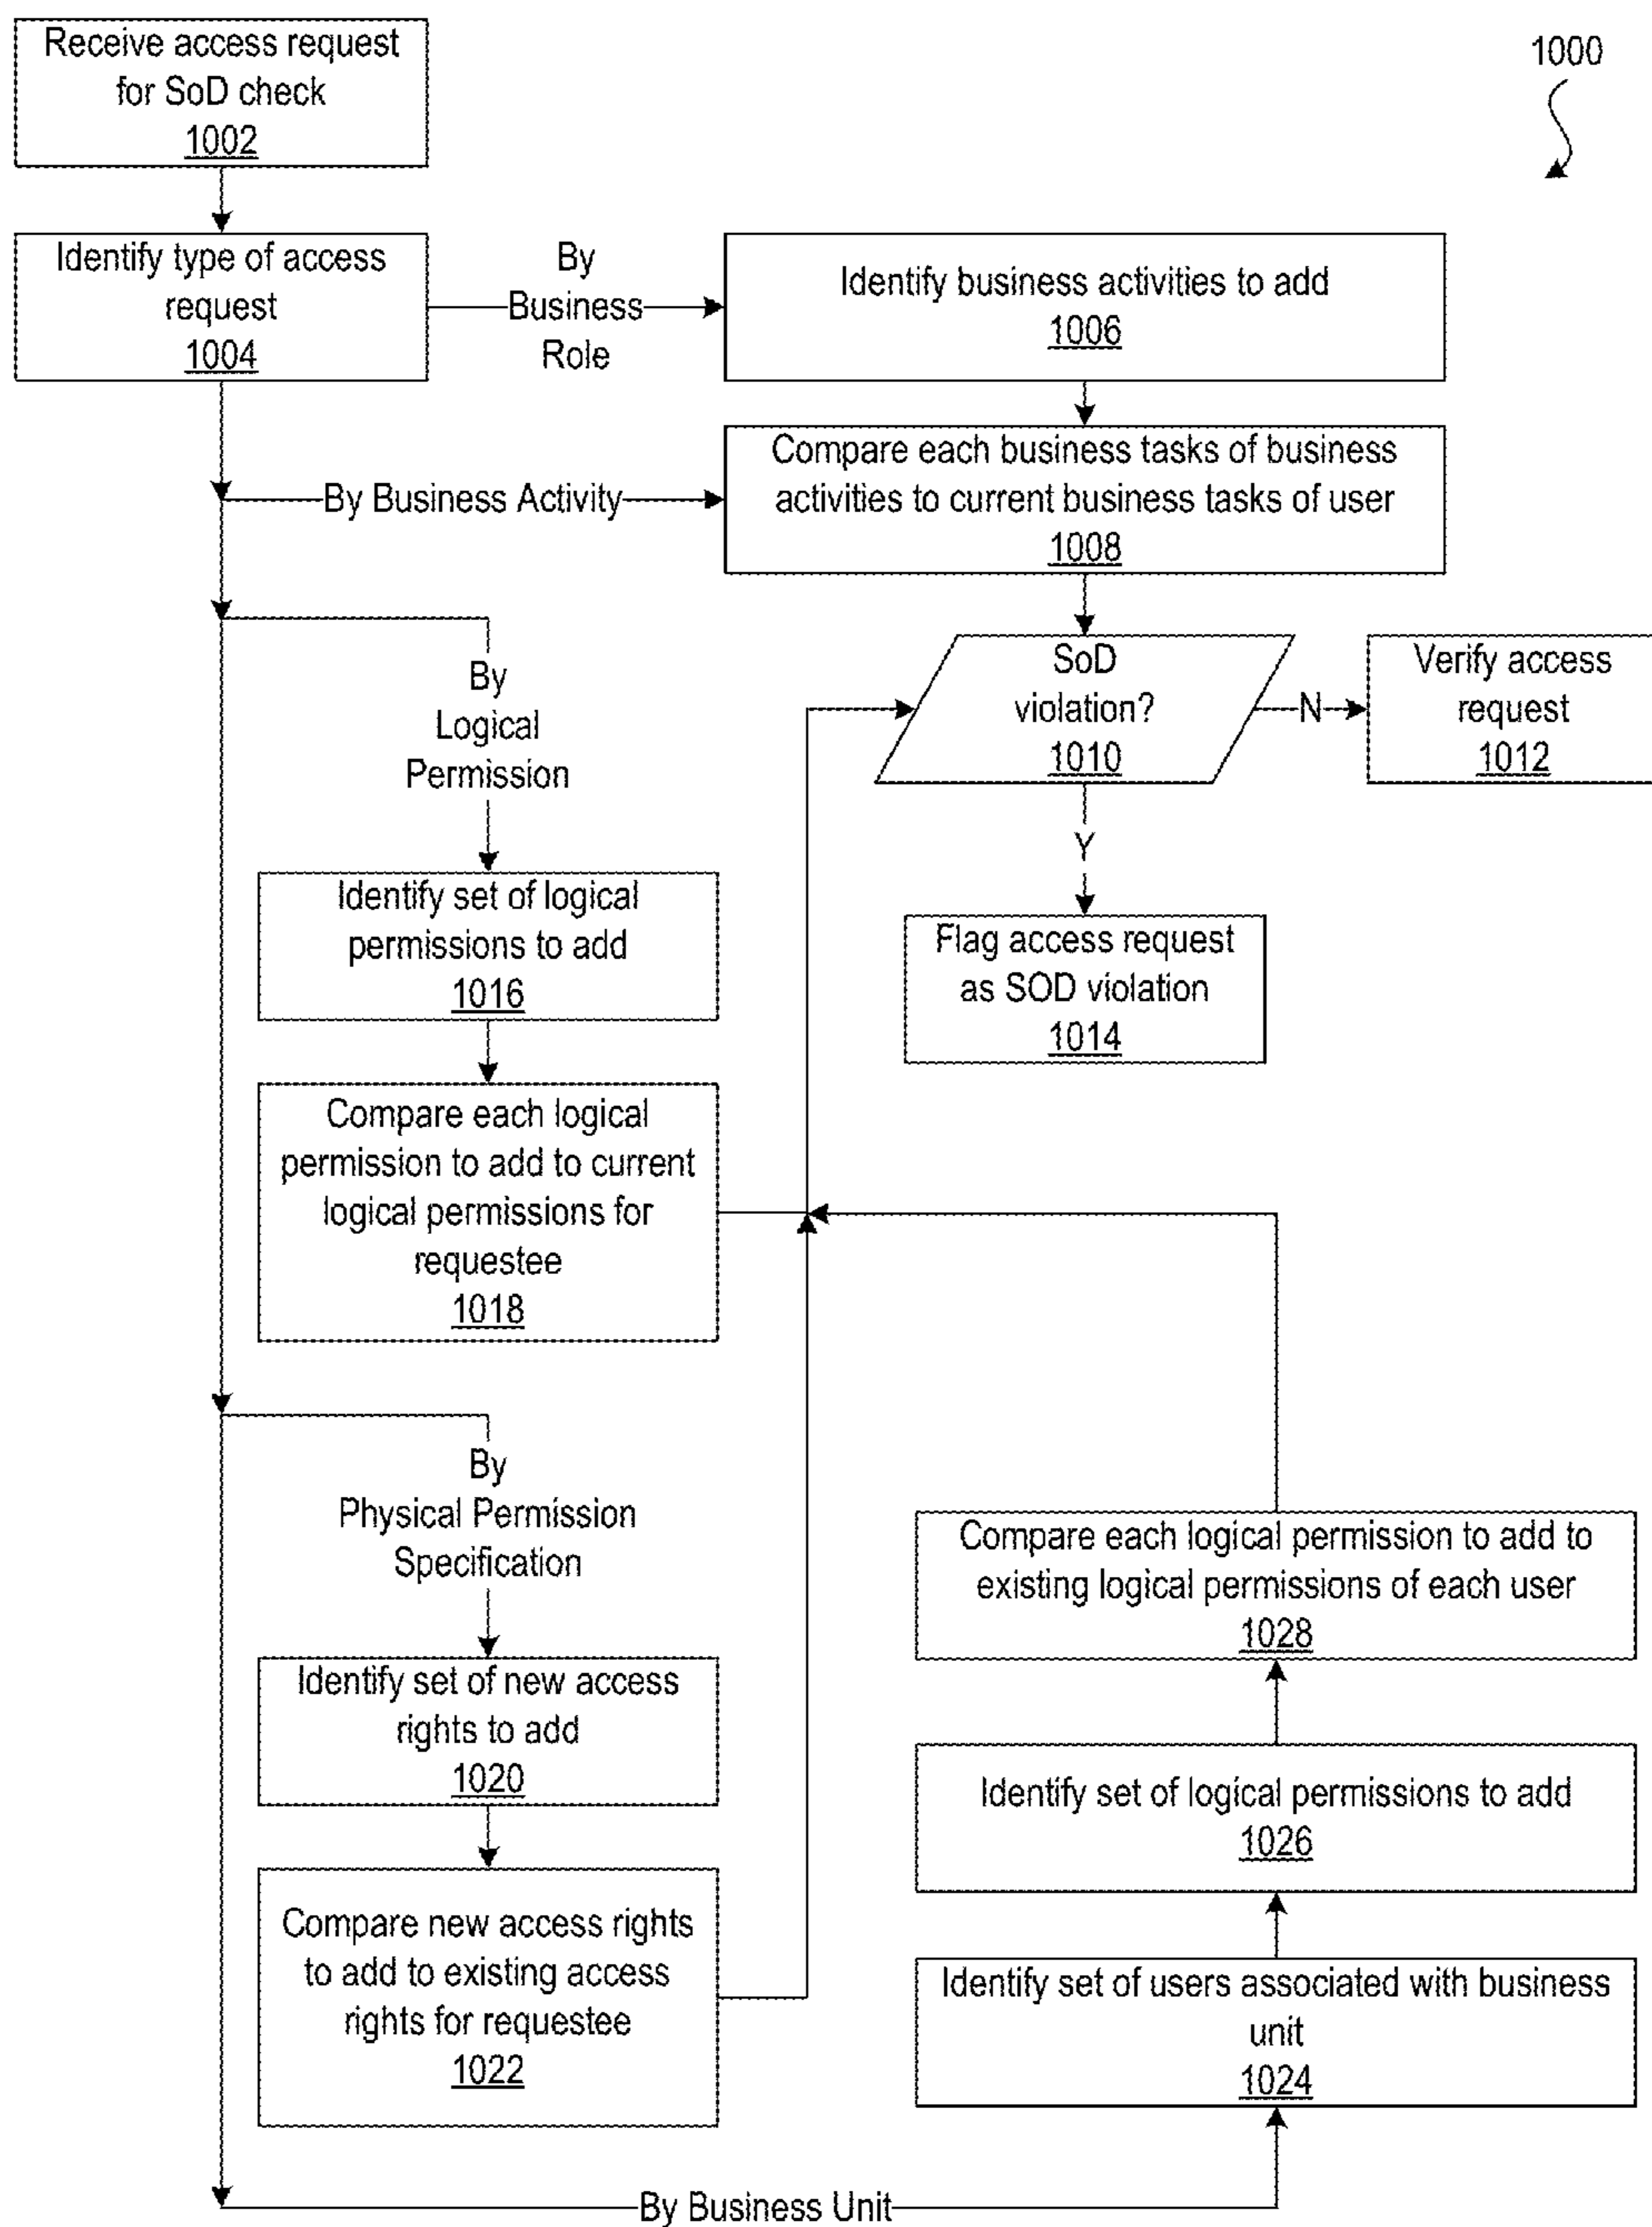 Receive access request
for SoD check
1002
1000
Identify type of access
request
1004
By
Business
Role
Identify business activities to add
1006
Compare each business tasks of business
activities to current business tasks of user
1008
By Business Activity
SoD
violation?
1010
N
Verify access
request
1012
Y
Flag access request
as SOD violation
1014
By
Logical
Permission
Identify set of logical
permissions to add
1016
Compare each logical
permission to add to current
logical permissions for
requestee
1018
By
Physical Permission
Specification
Identify set of new access
rights to add
1020
Compare new access rights
to add to existing access
rights for requestee
1022
Compare each logical permission to add to
existing logical permissions of each user
1028
Identify set of logical permissions to add
1026
Identify set of users associated with business
unit
1024
By Business Unit